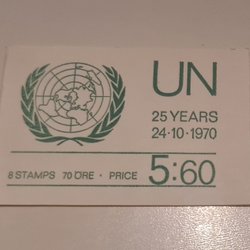 UN
25 YEARS
24·10·1970
8 STAMPS 70 ÖRE · PRICE 5:60